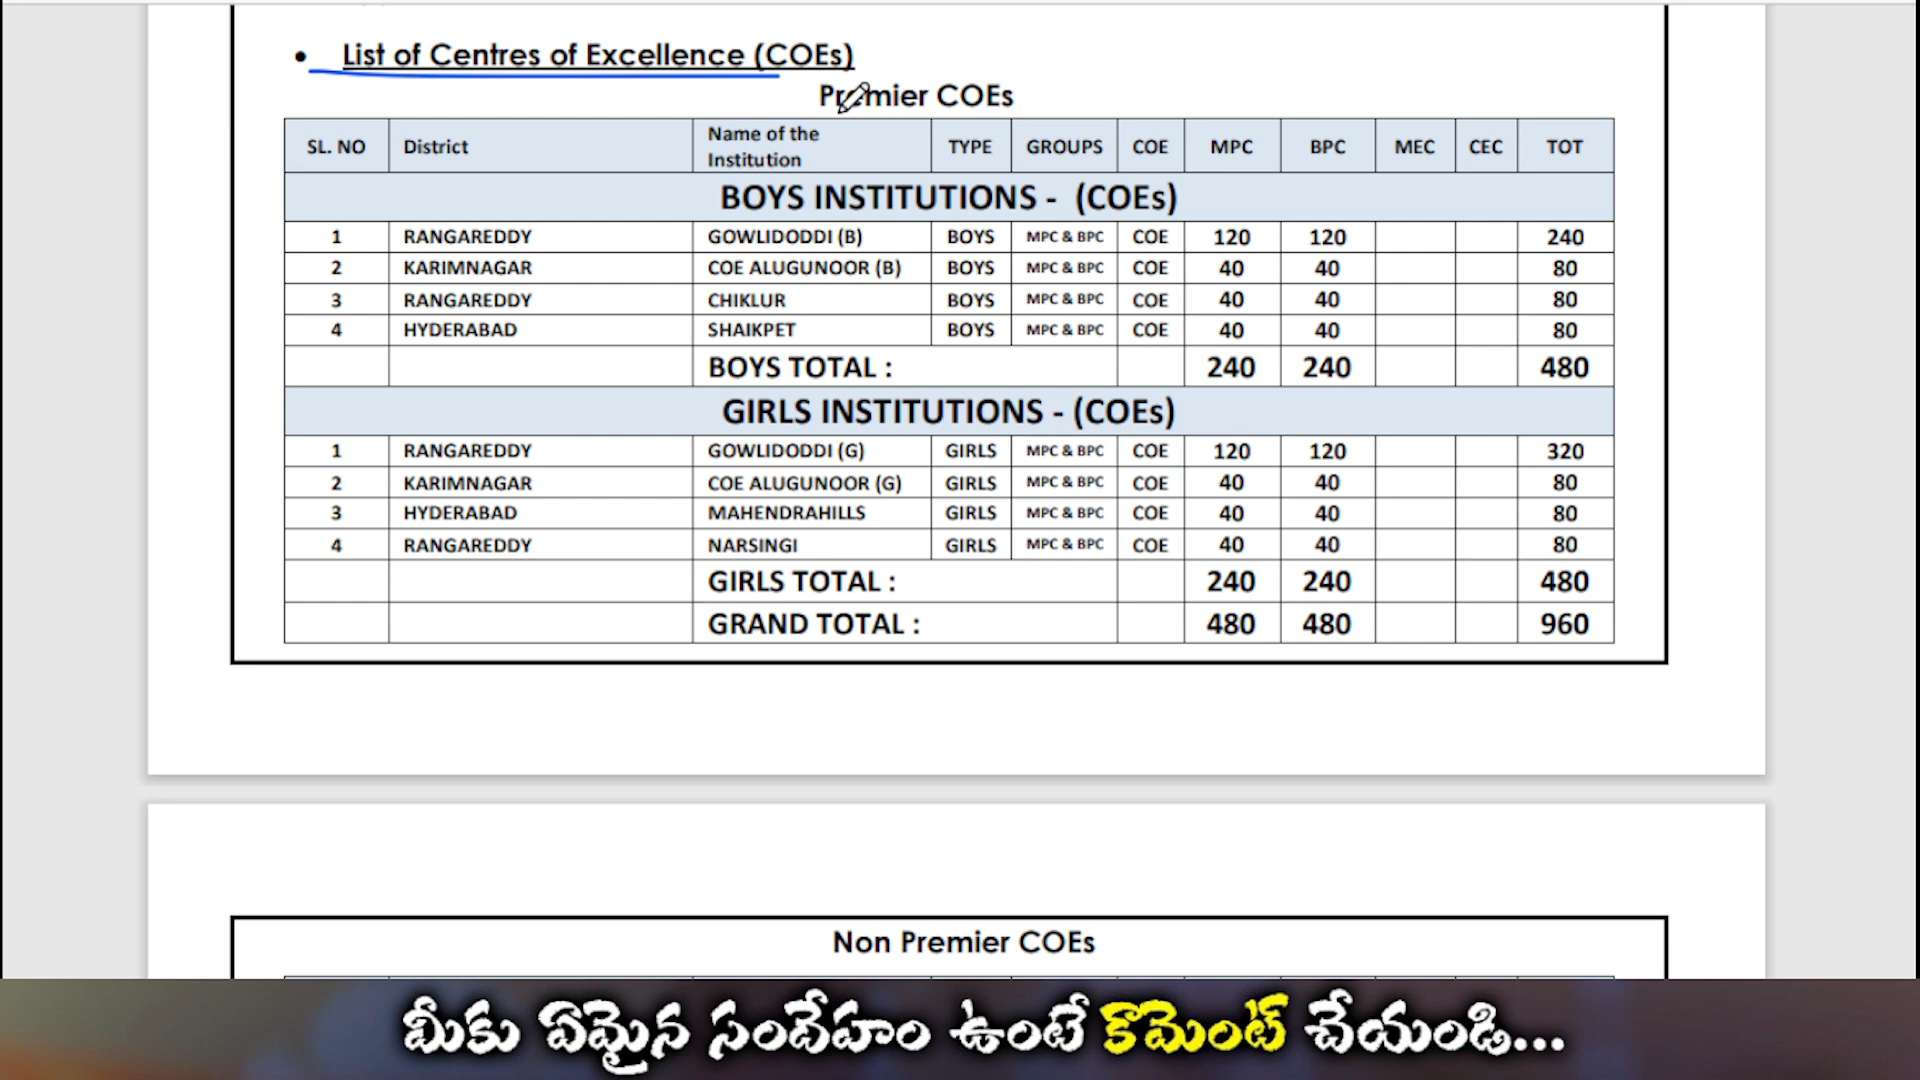 • List of Centres of Excellence (COEs)
Premier COEs
SL. NO District Name of the Institution TYPE GROUPS COE MPC BPC MEC CEC TOT
BOYS INSTITUTIONS - (COEs)
1 RANGAREDDY GOWLIDODDI (B) BOYS MPC & BPC COE 120 120 240
2 KARIMNAGAR COE ALUGUNOOR (B) BOYS MPC & BPC COE 40 40 80
3 RANGAREDDY CHIKLUR BOYS MPC & BPC COE 40 40 80
4 HYDERABAD SHAIKPET BOYS MPC & BPC COE 40 40 80
BOYS TOTAL : 240 240 480
GIRLS INSTITUTIONS - (COEs)
1 RANGAREDDY GOWLIDODDI (G) GIRLS MPC & BPC COE 120 120 320
2 KARIMNAGAR COE ALUGUNOOR (G) GIRLS MPC & BPC COE 40 40 80
3 HYDERABAD MAHENDRAHILLS GIRLS MPC & BPC COE 40 40 80
4 RANGAREDDY NARSINGI GIRLS MPC & BPC COE 40 40 80
GIRLS TOTAL : 240 240 480
GRAND TOTAL : 480 480 960
Non Premier COEs
మీకు ఏమైన సందేహం ఉంటే కామెంట్ చేయండి...